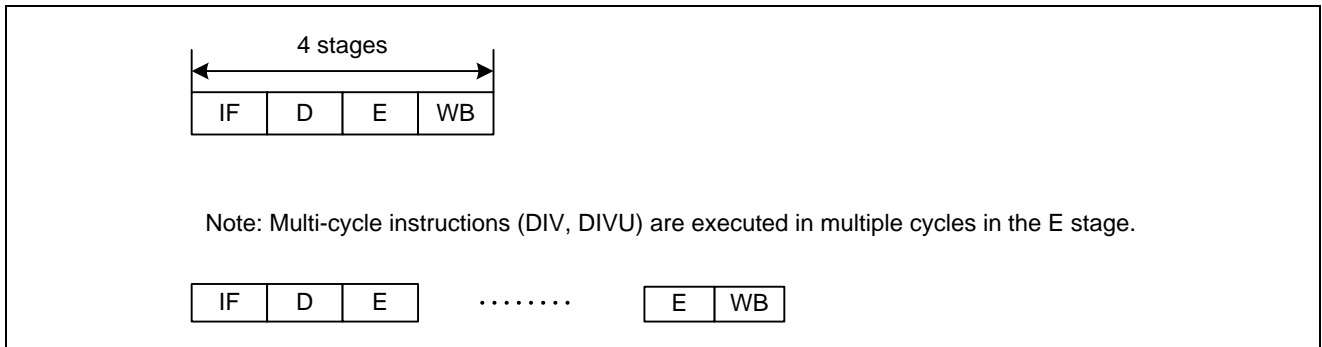 4 stages
IF D E WB
Note: Multi-cycle instructions (DIV, DIVU) are executed in multiple cycles in the E stage.
IF D E ········ E WB